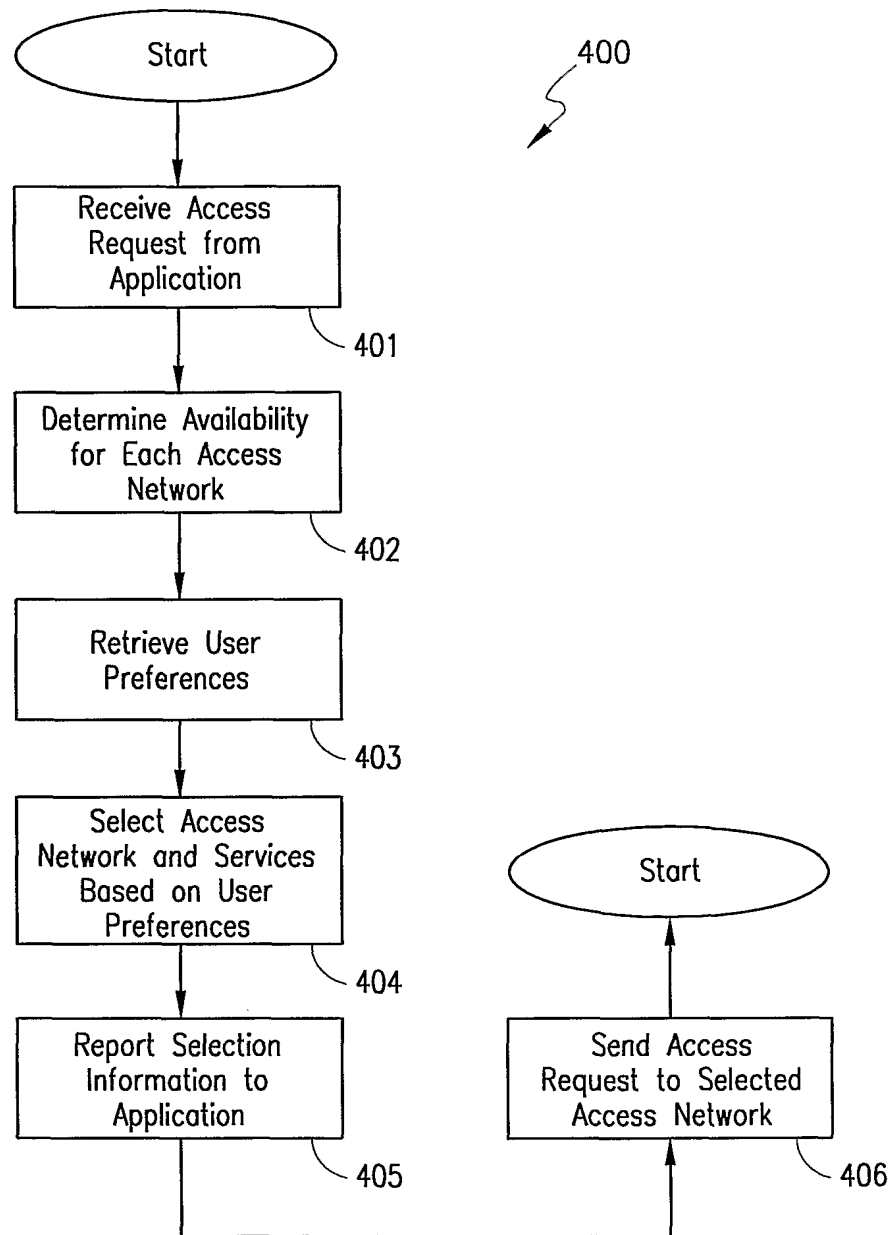 Start
400
Receive Access
Request from
Application
401
Determine Availability
for Each Access
Network
402
Retrieve User
Preferences
403
Select Access
Network and Services
Based on User
Preferences
404
Report Selection
Information to
Application
405
Start
Send Access
Request to Selected
Access Network
406